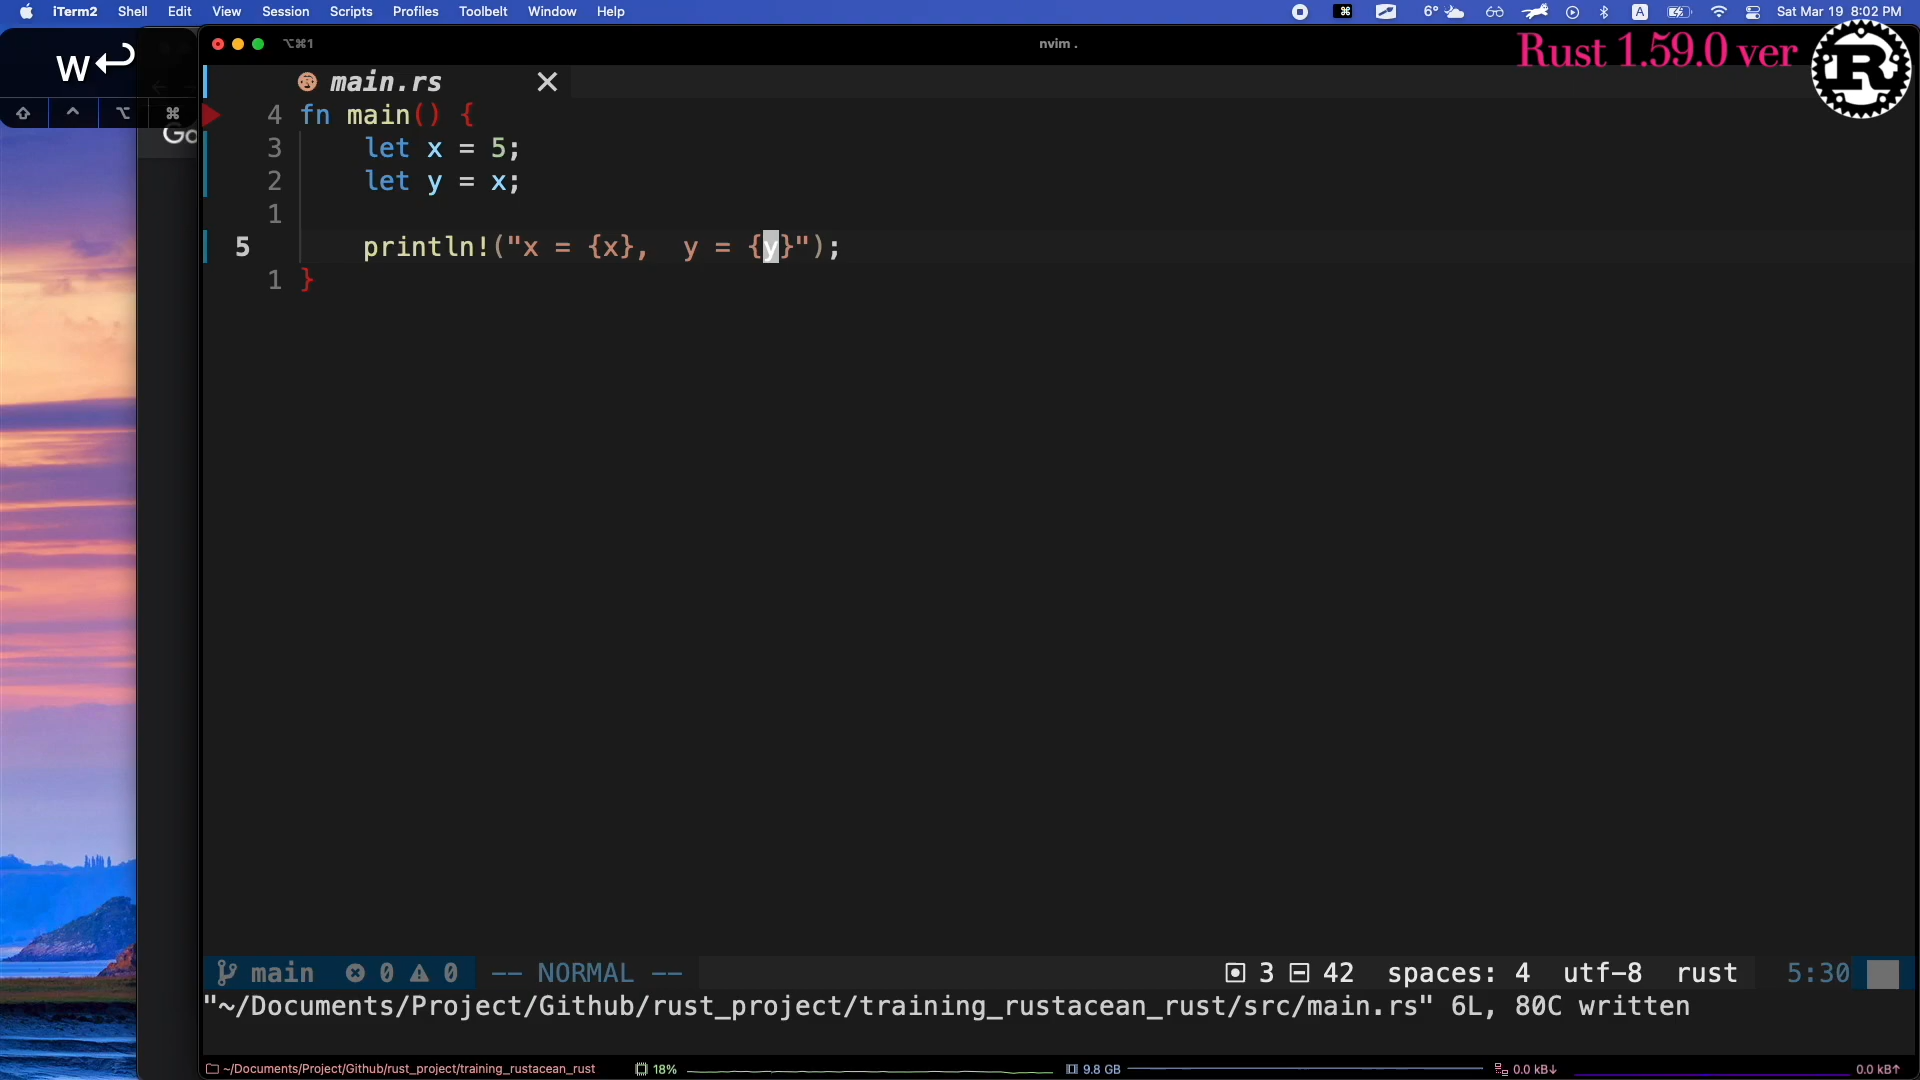 iTerm2 Shell Edit View Session Scripts Profiles Toolbelt Window Help 6° A Sat Mar 19 8:02 PM
w↩
⇧ ^ ⌥ ⌘
Go
⌥⌘1 nvim .
Rust 1.59.0 ver
R
main.rs ✕
4 fn main() {
3     let x = 5;
2     let y = x;
1
5     println!("x = {x},  y = {y}");
1 }
main 0 0 -- NORMAL -- 3 42 spaces: 4 utf-8 rust 5:30
"~/Documents/Project/Github/rust_project/training_rustacean_rust/src/main.rs" 6L, 80C written
~/Documents/Project/Github/rust_project/training_rustacean_rust 18% 9.8 GB 0.0 kB↓ 0.0 kB↑